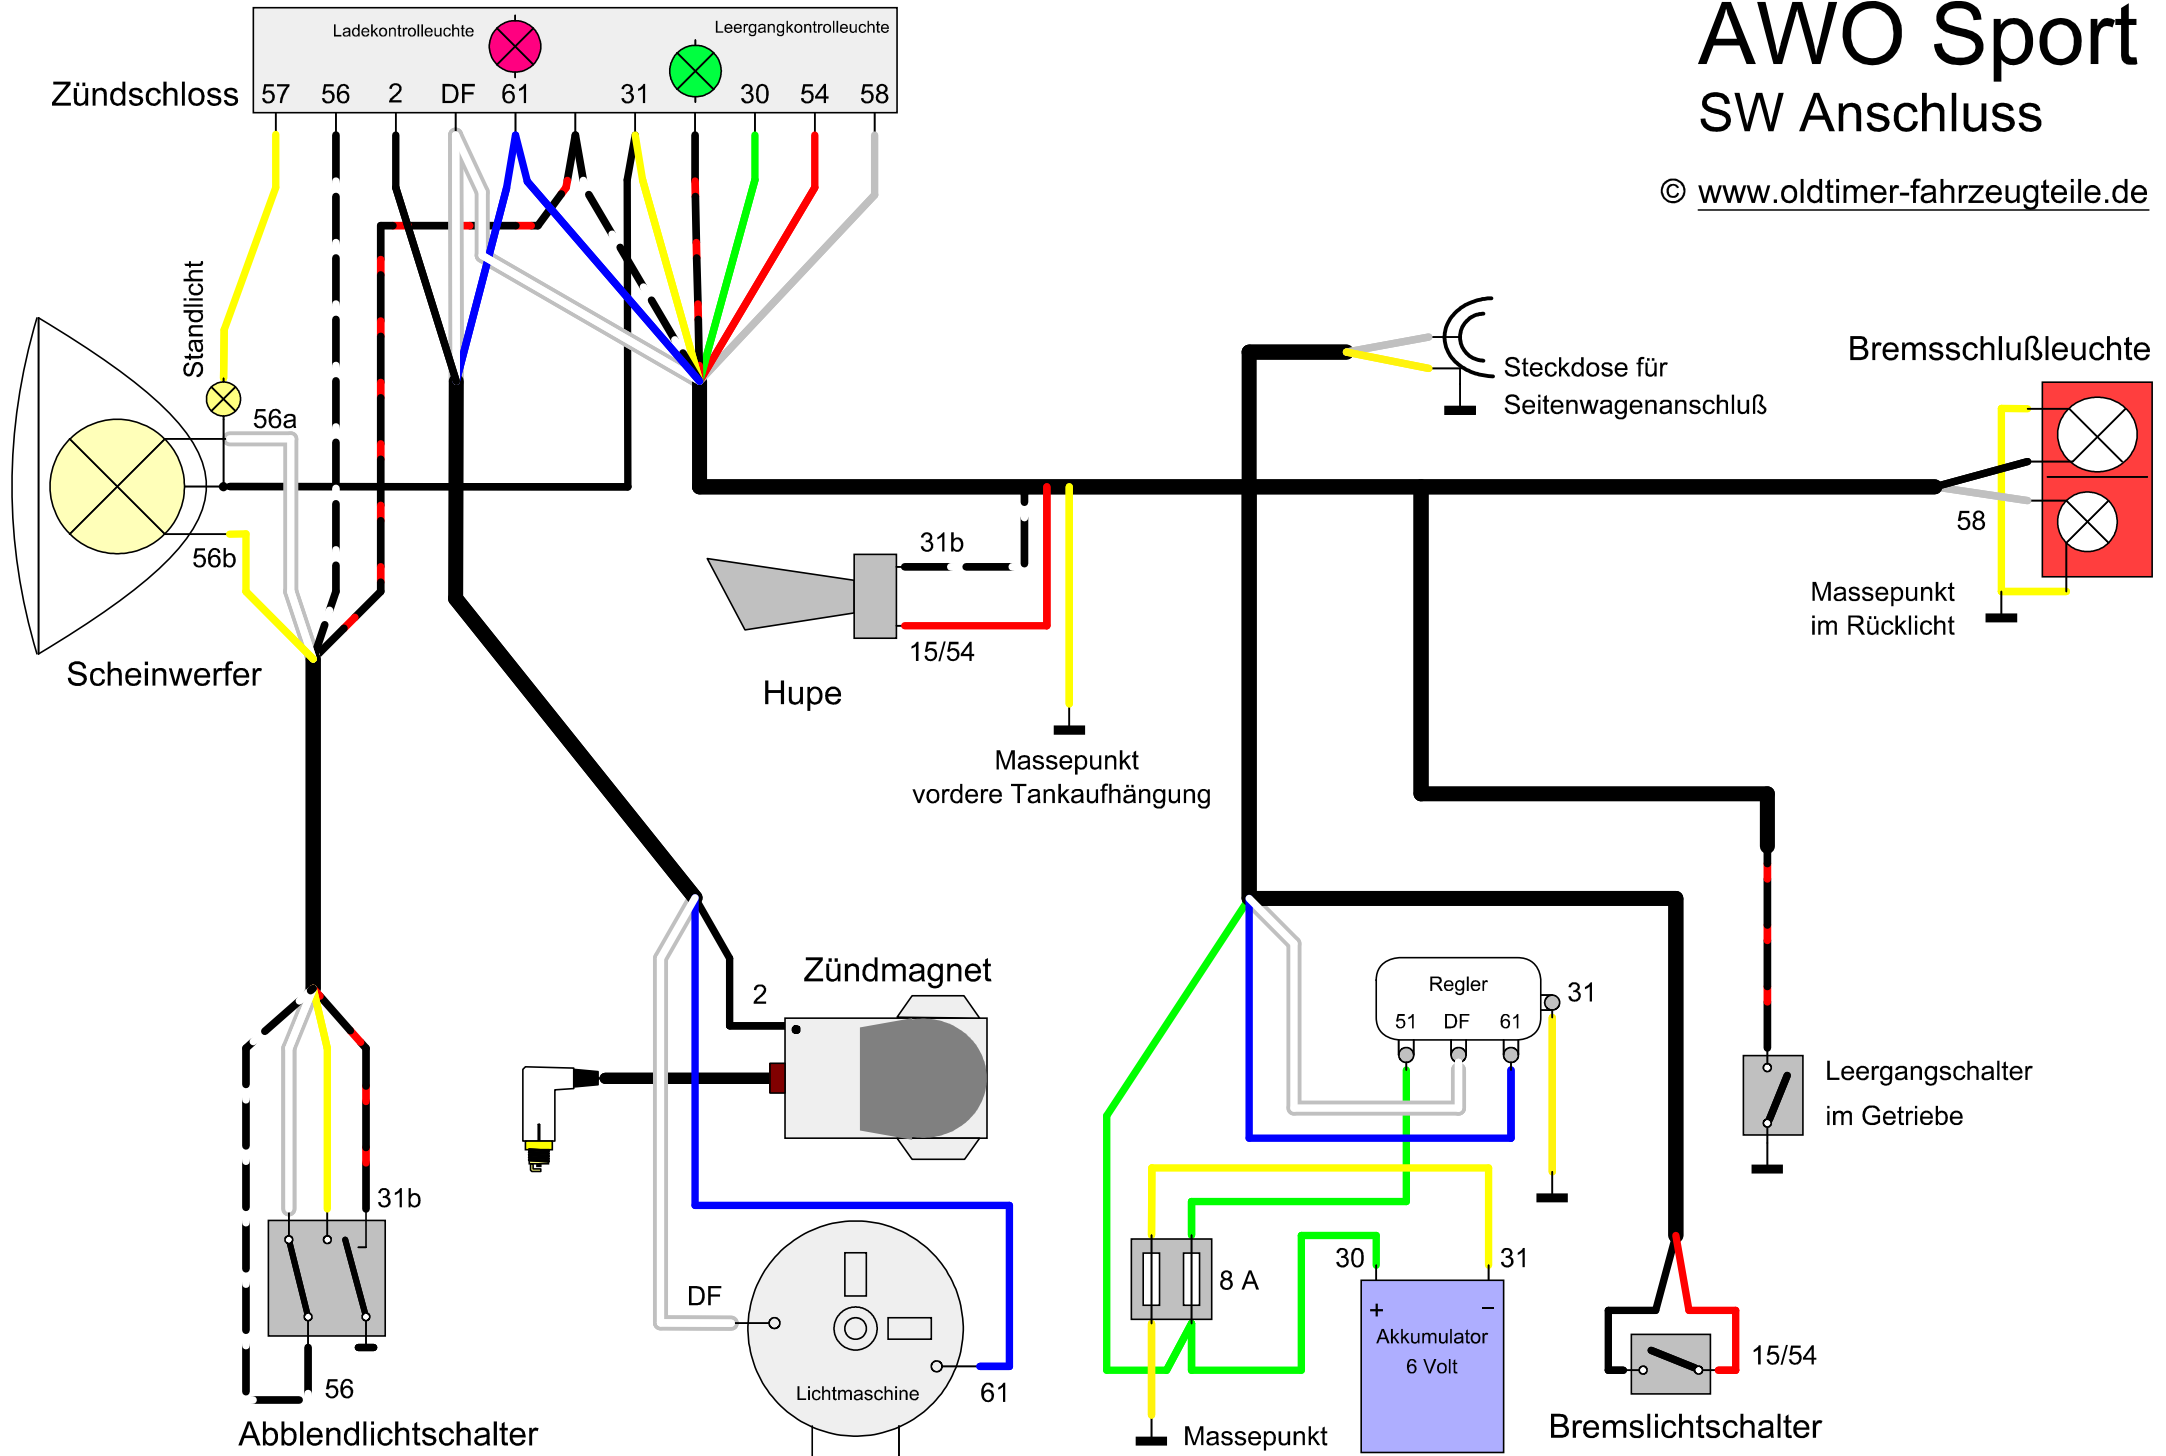 AWO Sport
SW Anschluss
© www.oldtimer-fahrzeugteile.de
Ladekontrolleuchte
Leergangkontrolleuchte
Zündschloss
57 56 2 DF 61 31 30 54 58
Standlicht
56a
56b
Scheinwerfer
Steckdose für
Seitenwagenanschluß
Bremsschlußleuchte
58
Massepunkt
im Rücklicht
31b
15/54
Hupe
Massepunkt
vordere Tankaufhängung
Zündmagnet
2
Regler
51 DF 61
31
Leergangschalter
im Getriebe
31b
56
Abblendlichtschalter
DF
61
Lichtmaschine
8 A
30
31
+ −
Akkumulator
6 Volt
Massepunkt
15/54
Bremslichtschalter